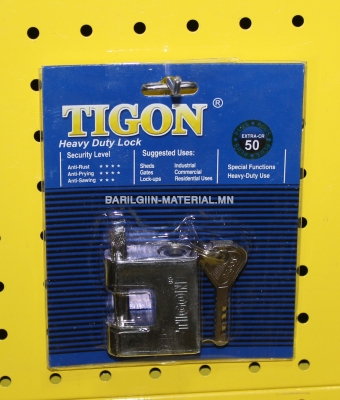 TIGON®
Heavy Duty Lock
EXTRA-CR
50
Security Level
Anti-Rust ★★★★
Anti-Prying ★★★★
Anti-Sawing ★★★
Suggested Uses:
Sheds Industrial
Gates Commercial
Lock-ups Residential Uses
Special Functions
Heavy-Duty Use
BARILGIIN-MATERIAL.MN
TIGON